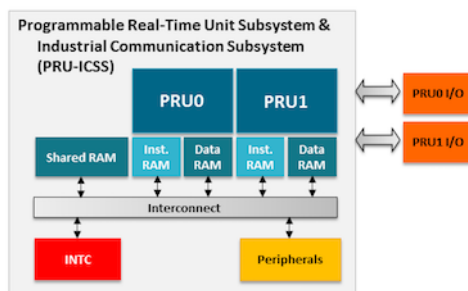 Programmable Real-Time Unit Subsystem &
Industrial Communication Subsystem
(PRU-ICSS)
PRU0
PRU1
PRU0 I/O
PRU1 I/O
Shared RAM
Inst.
RAM
Data
RAM
Inst.
RAM
Data
RAM
Interconnect
INTC
Peripherals